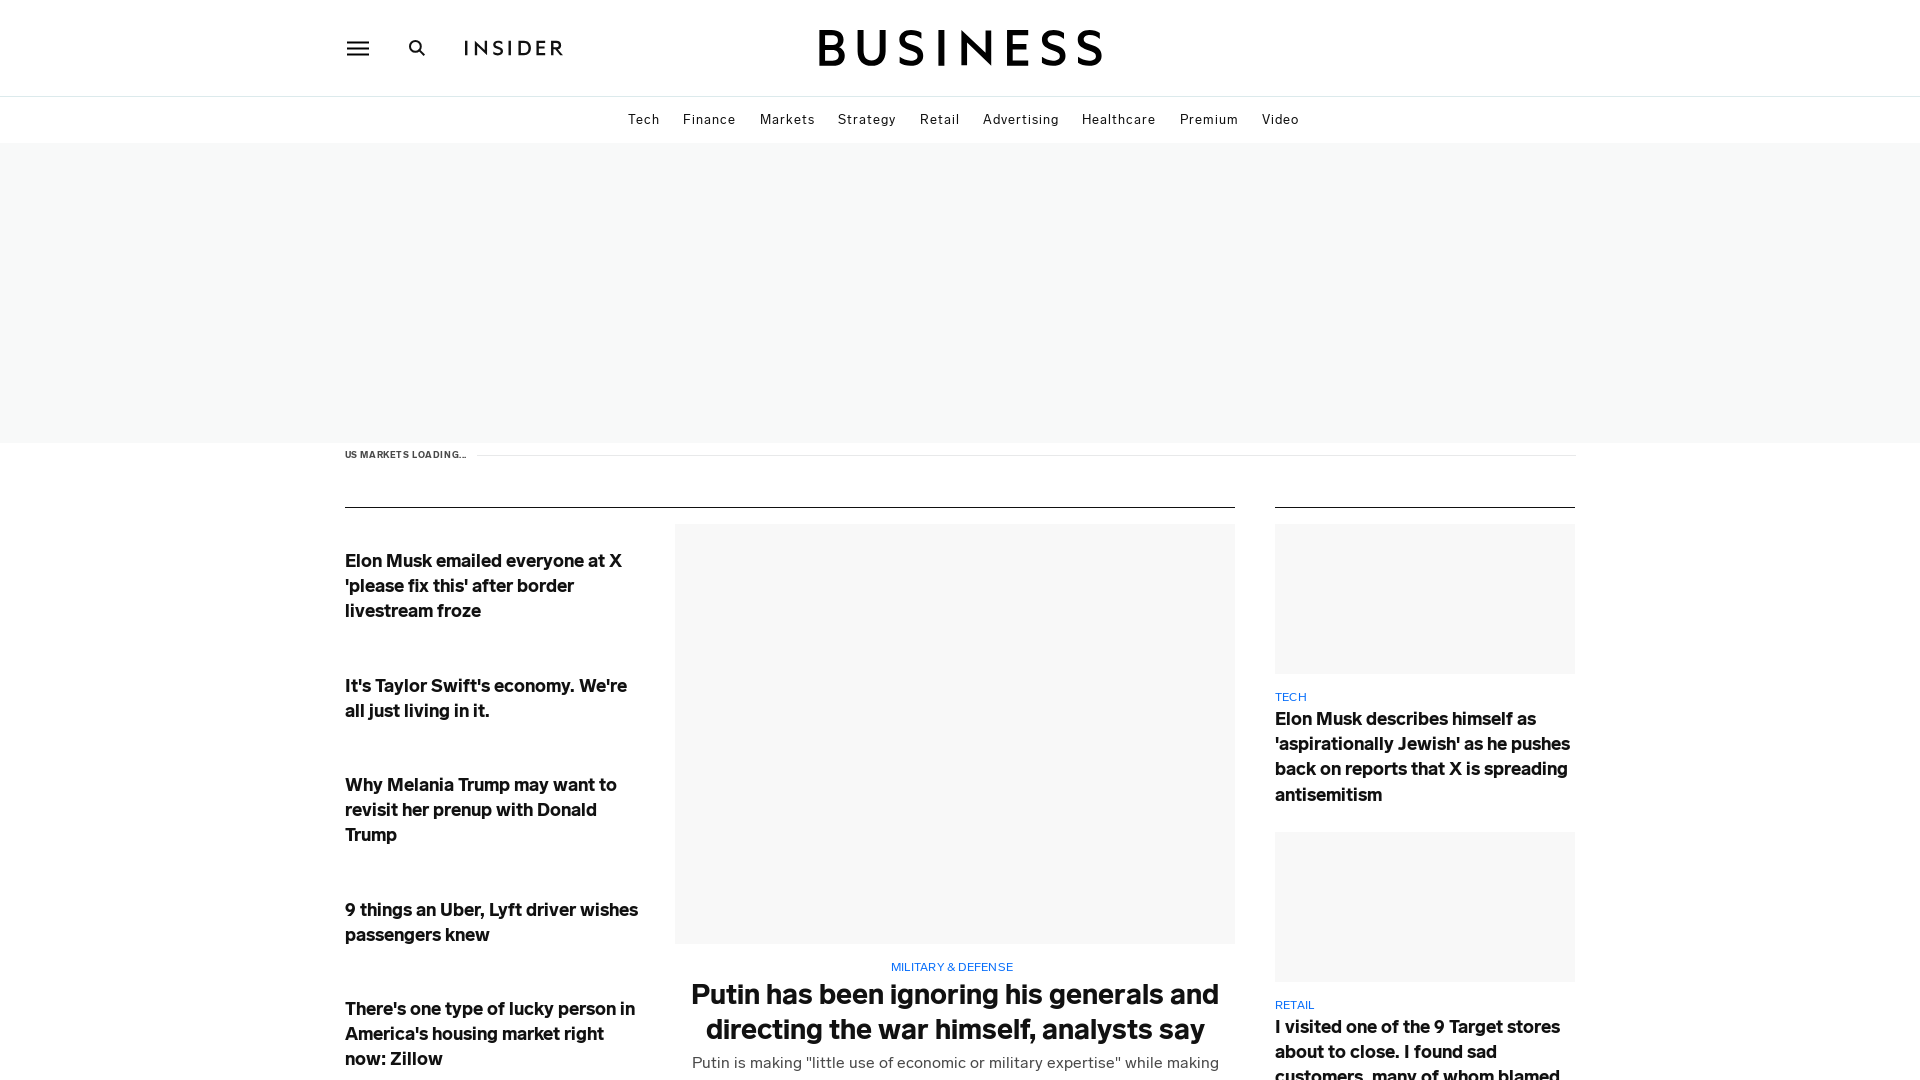 INSIDER
BUSINESS
Tech Finance Markets Strategy Retail Advertising Healthcare Premium Video
US MARKETS LOADING...
Elon Musk emailed everyone at X
'please fix this' after border
livestream froze
It's Taylor Swift's economy. We're
all just living in it.
Why Melania Trump may want to
revisit her prenup with Donald
Trump
9 things an Uber, Lyft driver wishes
passengers knew
There's one type of lucky person in
America's housing market right
now: Zillow
MILITARY & DEFENSE
Putin has been ignoring his generals and
directing the war himself, analysts say
Putin is making "little use of economic or military expertise" while making
TECH
Elon Musk describes himself as
'aspirationally Jewish' as he pushes
back on reports that X is spreading
antisemitism
RETAIL
I visited one of the 9 Target stores
about to close. I found sad
customers, many of whom blamed